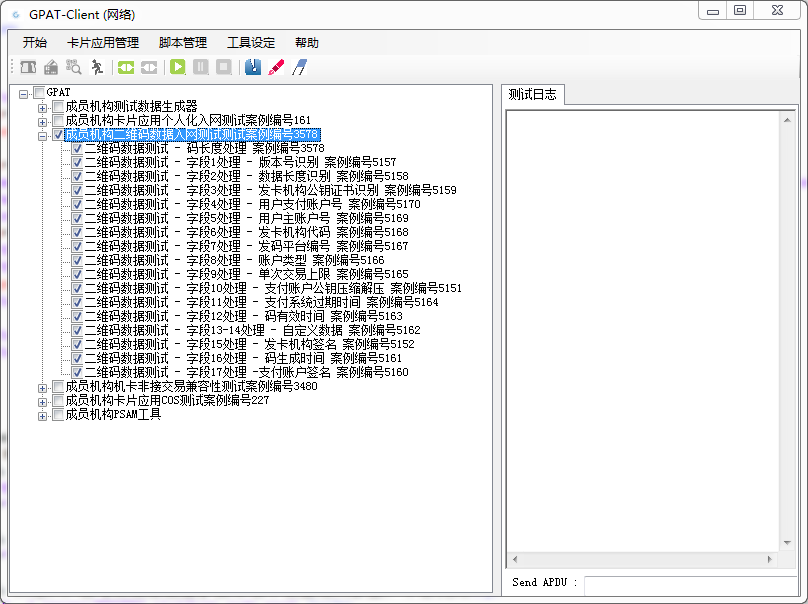 GPAT-Client (网络)
开始 卡片应用管理 脚本管理 工具设定 帮助
GPAT
成员机构测试数据生成器
成员机构卡片应用个人化入网测试案例编号161
成员机构二维码数据入网测试测试案例编号3578
二维码数据测试 - 码长度处理 案例编号3578
二维码数据测试 - 字段1处理 - 版本号识别 案例编号5157
二维码数据测试 - 字段2处理 - 数据长度识别 案例编号5158
二维码数据测试 - 字段3处理 - 发卡机构公钥证书识别 案例编号5159
二维码数据测试 - 字段4处理 - 用户支付账户号 案例编号5170
二维码数据测试 - 字段5处理 - 用户主账户号 案例编号5169
二维码数据测试 - 字段6处理 - 发卡机构代码 案例编号5168
二维码数据测试 - 字段7处理 - 发码平台编号 案例编号5167
二维码数据测试 - 字段8处理 - 账户类型 案例编号5166
二维码数据测试 - 字段9处理 - 单次交易上限 案例编号5165
二维码数据测试 - 字段10处理 - 支付账户公钥压缩解压 案例编号5151
二维码数据测试 - 字段11处理 - 支付系统过期时间 案例编号5164
二维码数据测试 - 字段12处理 - 码有效时间 案例编号5163
二维码数据测试 - 字段13-14处理 - 自定义数据 案例编号5162
二维码数据测试 - 字段15处理 - 发卡机构签名 案例编号5152
二维码数据测试 - 字段16处理 - 码生成时间 案例编号5161
二维码数据测试 - 字段17处理 -支付账户签名 案例编号5160
成员机构机卡非接交易兼容性测试案例编号3480
成员机构卡片应用COS测试案例编号227
成员机构PSAM工具
测试日志
Send APDU :